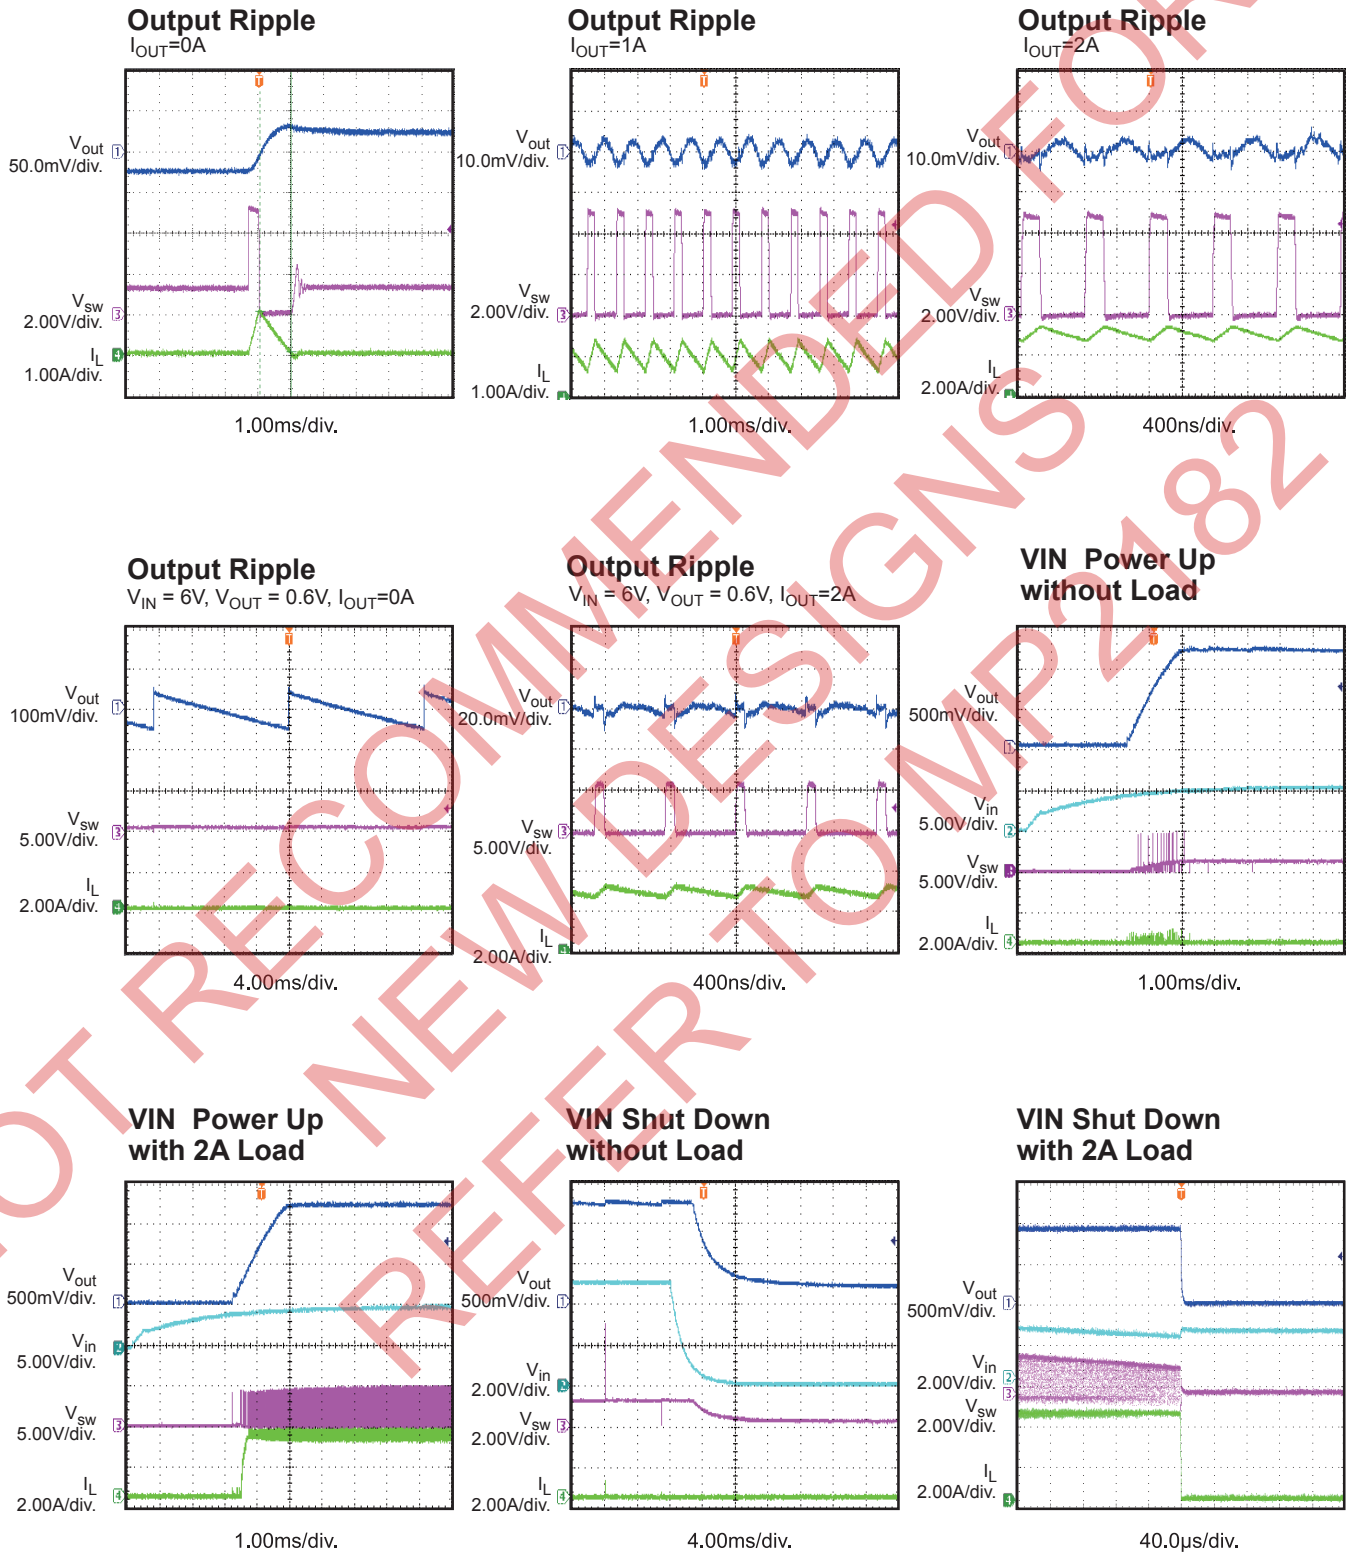 Output Ripple
IOUT=0A
Vout
50.0mV/div.
VSW
2.00V/div.
IL
1.00A/div.
1.00ms/div.
Output Ripple
IOUT=1A
Vout
10.0mV/div.
VSW
2.00V/div.
IL
1.00A/div.
1.00ms/div.
Output Ripple
IOUT=2A
Vout
10.0mV/div.
VSW
2.00V/div.
IL
2.00A/div.
400ns/div.
Output Ripple
VIN = 6V, VOUT = 0.6V, IOUT=0A
Vout
100mV/div.
VSW
5.00V/div.
IL
2.00A/div.
4.00ms/div.
Output Ripple
VIN = 6V, VOUT = 0.6V, IOUT=2A
Vout
20.0mV/div.
VSW
5.00V/div.
IL
2.00A/div.
400ns/div.
VIN Power Up
without Load
Vout
500mV/div.
Vin
5.00V/div.
VSW
5.00V/div.
IL
2.00A/div.
1.00ms/div.
VIN Power Up
with 2A Load
Vout
500mV/div.
Vin
5.00V/div.
VSW
5.00V/div.
IL
2.00A/div.
1.00ms/div.
VIN Shut Down
without Load
Vout
500mV/div.
Vin
2.00V/div.
VSW
2.00V/div.
IL
2.00A/div.
4.00ms/div.
VIN Shut Down
with 2A Load
Vout
500mV/div.
Vin
2.00V/div.
VSW
2.00V/div.
IL
2.00A/div.
40.0µs/div.
NOT RECOMMENDED FOR
NEW DESIGNS
REFER TO MP2182